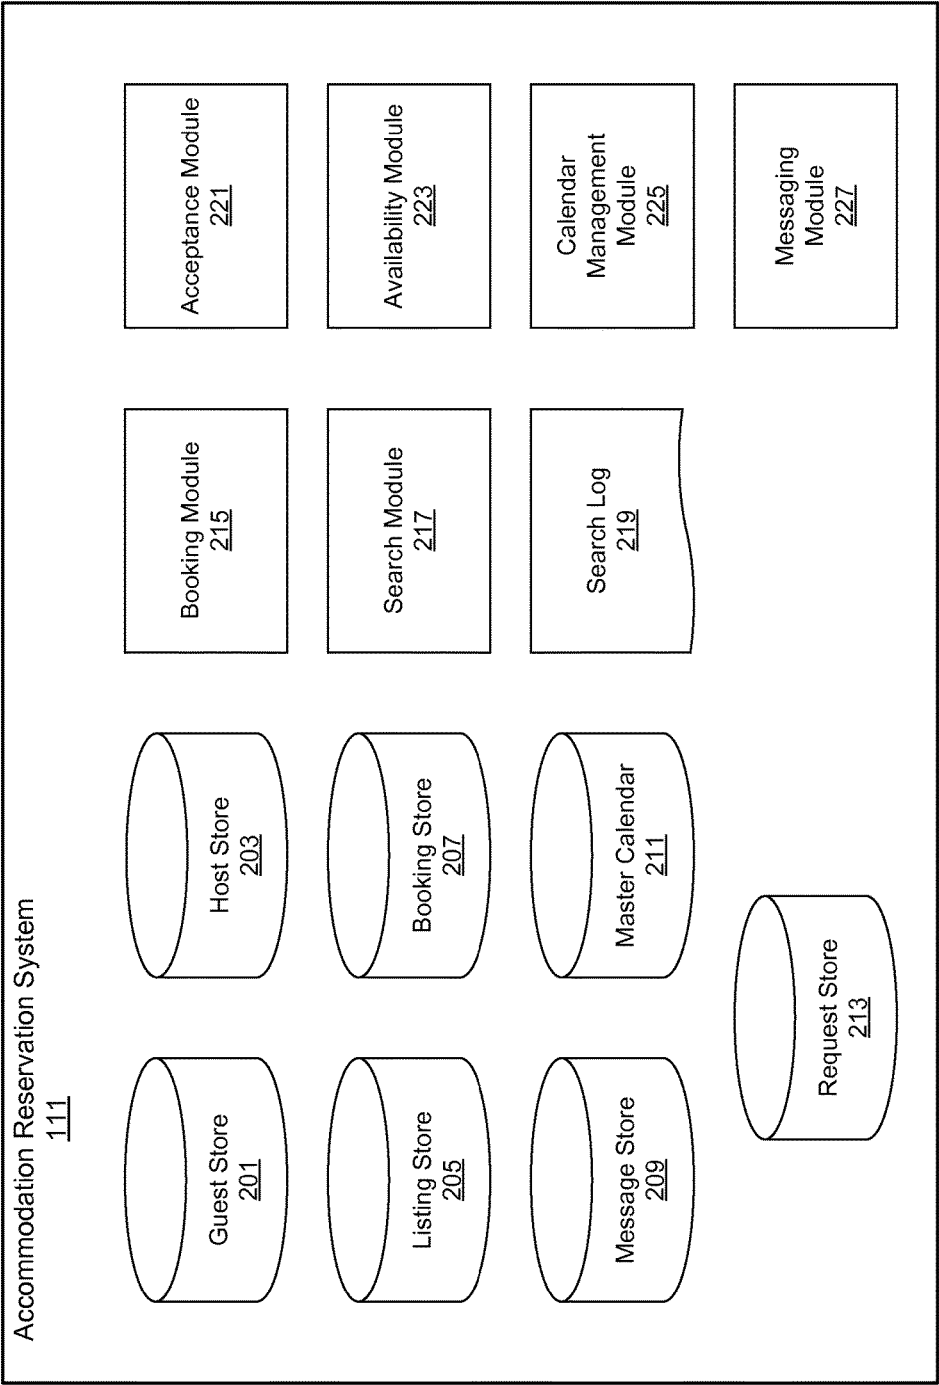 Accommodation Reservation System
111
Guest Store
201
Host Store
203
Booking Module
215
Acceptance Module
221
Listing Store
205
Booking Store
207
Search Module
217
Availability Module
223
Message Store
209
Master Calendar
211
Search Log
219
Calendar
Management
Module
225
Request Store
213
Messaging
Module
227